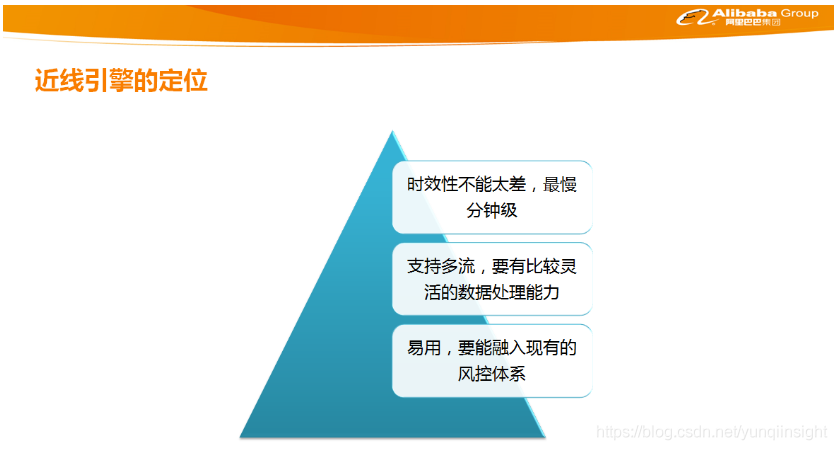 Alibaba Group
阿里巴巴集团
近线引擎的定位
时效性不能太差，最慢
分钟级
支持多流，要有比较灵
活的数据处理能力
易用，要能融入现有的
风控体系
https://blog.csdn.net/yunqiinsight